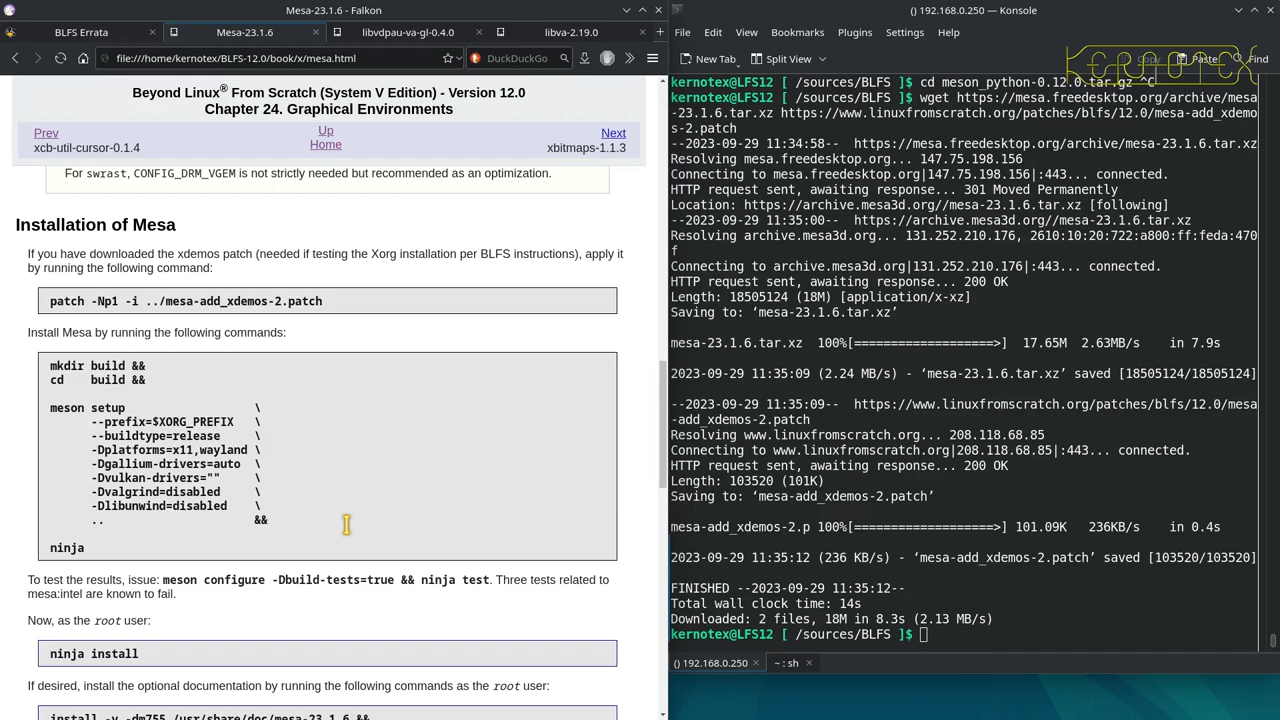 Mesa-23.1.6 – Falkon
BLFS Errata
Mesa-23.1.6
libvdpau-va-gl-0.4.0
libva-2.19.0
file:///home/kernotex/BLFS-12.0/book/x/mesa.html
DuckDuckGo
Beyond Linux® From Scratch (System V Edition) - Version 12.0
Chapter 24. Graphical Environments
Prev
Up
Next
xcb-util-cursor-0.1.4
Home
xbitmaps-1.1.3
For swrast, CONFIG_DRM_VGEM is not strictly needed but recommended as an optimization.
Installation of Mesa
If you have downloaded the xdemos patch (needed if testing the Xorg installation per BLFS instructions), apply it
by running the following command:
patch -Np1 -i ../mesa-add_xdemos-2.patch
Install Mesa by running the following commands:
mkdir build &&
cd    build &&
meson setup                   \
      --prefix=$XORG_PREFIX   \
      --buildtype=release     \
      -Dplatforms=x11,wayland \
      -Dgallium-drivers=auto  \
      -Dvulkan-drivers=""     \
      -Dvalgrind=disabled     \
      -Dlibunwind=disabled    \
      ..                      &&
ninja
To test the results, issue: meson configure -Dbuild-tests=true && ninja test. Three tests related to
mesa:intel are known to fail.
Now, as the root user:
ninja install
If desired, install the optional documentation by running the following commands as the root user:
install -v -dm755 /usr/share/doc/mesa-23.1.6 &&
() 192.168.0.250 — Konsole
File Edit View Bookmarks Plugins Settings Help
New Tab Split View Copy Paste Find
KERNOTEX
kernotex@LFS12 [ /sources/BLFS ]$ cd meson_python-0.12.0.tar.gz ^C
kernotex@LFS12 [ /sources/BLFS ]$ wget https://mesa.freedesktop.org/archive/mesa
-23.1.6.tar.xz https://www.linuxfromscratch.org/patches/blfs/12.0/mesa-add_xdemo
s-2.patch
--2023-09-29 11:34:58--  https://mesa.freedesktop.org/archive/mesa-23.1.6.tar.xz
Resolving mesa.freedesktop.org... 147.75.198.156
Connecting to mesa.freedesktop.org|147.75.198.156|:443... connected.
HTTP request sent, awaiting response... 301 Moved Permanently
Location: https://archive.mesa3d.org//mesa-23.1.6.tar.xz [following]
--2023-09-29 11:35:00--  https://archive.mesa3d.org//mesa-23.1.6.tar.xz
Resolving archive.mesa3d.org... 131.252.210.176, 2610:10:20:722:a800:ff:feda:470
f
Connecting to archive.mesa3d.org|131.252.210.176|:443... connected.
HTTP request sent, awaiting response... 200 OK
Length: 18505124 (18M) [application/x-xz]
Saving to: ‘mesa-23.1.6.tar.xz’
mesa-23.1.6.tar.xz  100%[===================>]  17.65M  2.63MB/s    in 7.9s
2023-09-29 11:35:09 (2.24 MB/s) - ‘mesa-23.1.6.tar.xz’ saved [18505124/18505124]
--2023-09-29 11:35:09--  https://www.linuxfromscratch.org/patches/blfs/12.0/mesa
-add_xdemos-2.patch
Resolving www.linuxfromscratch.org... 208.118.68.85
Connecting to www.linuxfromscratch.org|208.118.68.85|:443... connected.
HTTP request sent, awaiting response... 200 OK
Length: 103520 (101K)
Saving to: ‘mesa-add_xdemos-2.patch’
mesa-add_xdemos-2.p 100%[===================>] 101.09K   236KB/s    in 0.4s
2023-09-29 11:35:12 (236 KB/s) - ‘mesa-add_xdemos-2.patch’ saved [103520/103520]
FINISHED --2023-09-29 11:35:12--
Total wall clock time: 14s
Downloaded: 2 files, 18M in 8.3s (2.13 MB/s)
kernotex@LFS12 [ /sources/BLFS ]$
() 192.168.0.250
~ : sh